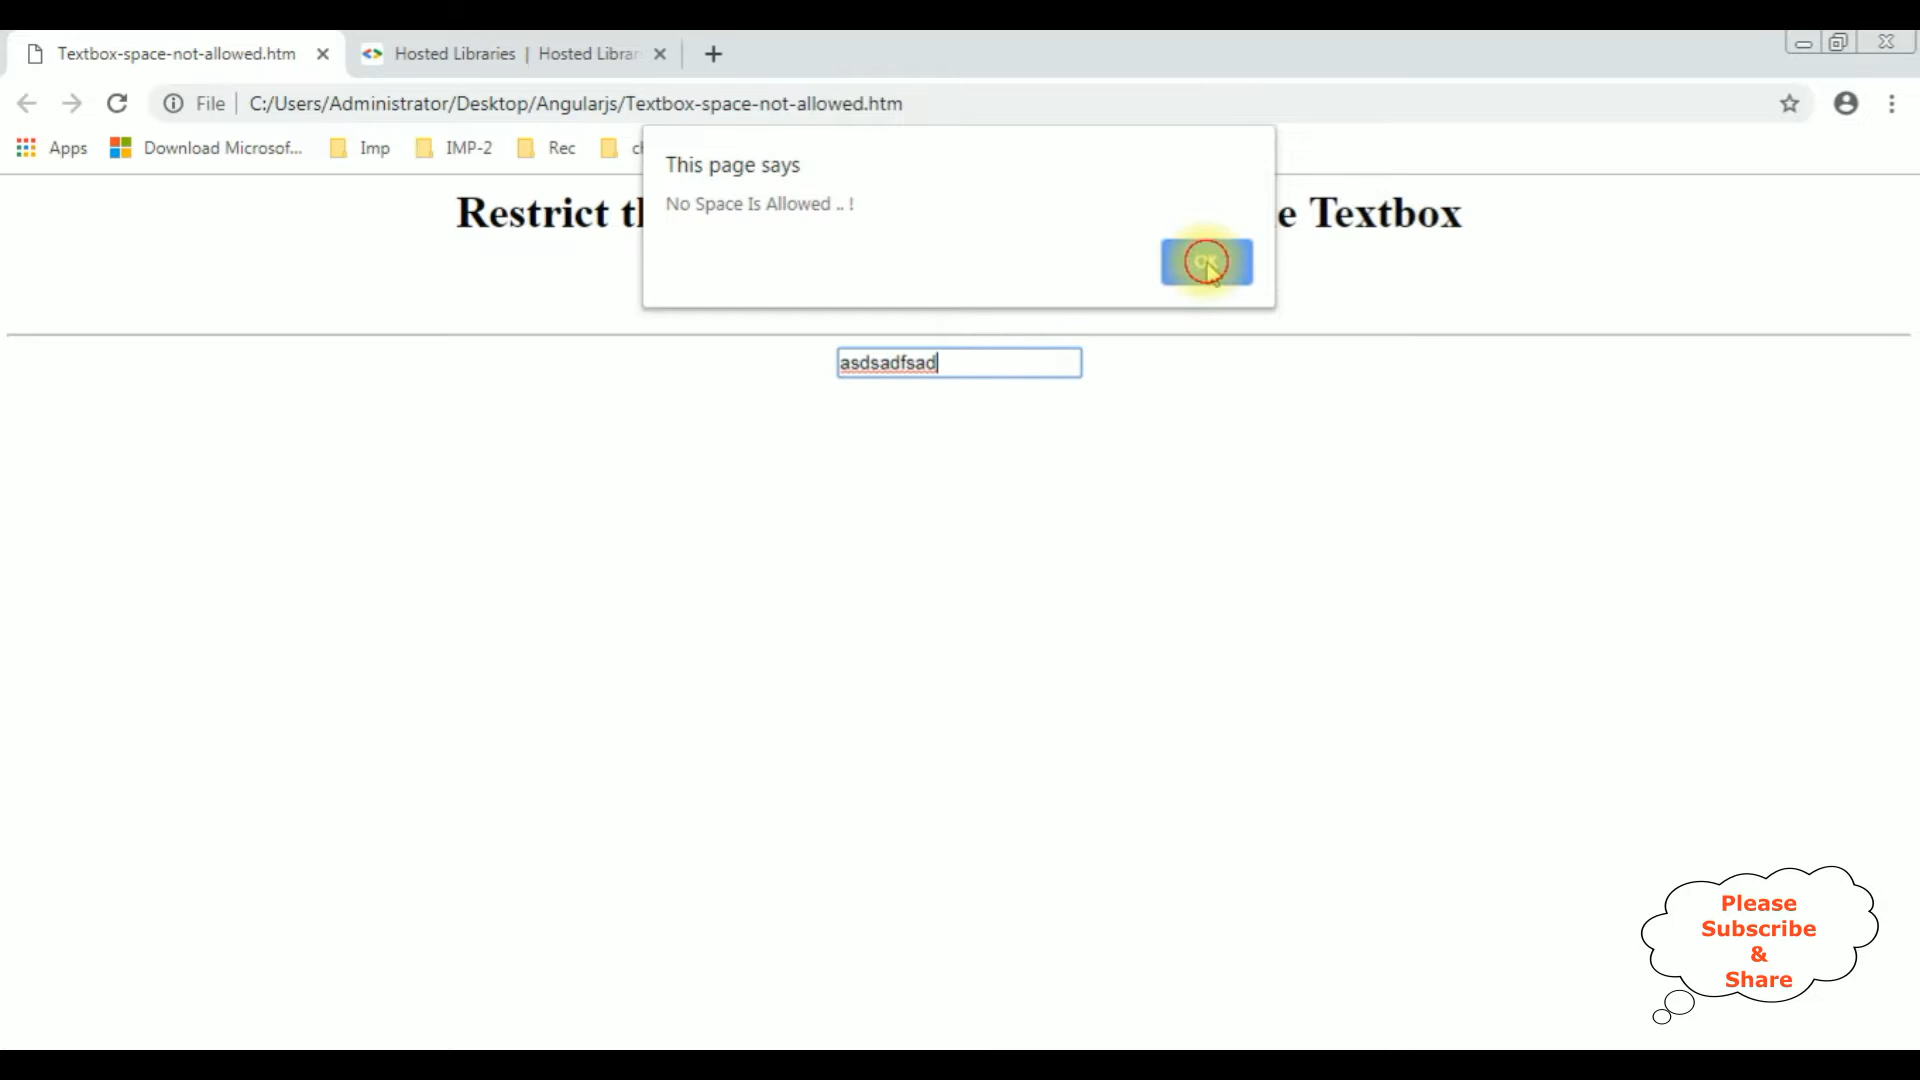 Textbox-space-not-allowed.htm
Hosted Libraries | Hosted Librar
File C:/Users/Administrator/Desktop/Angularjs/Textbox-space-not-allowed.htm
Apps Download Microsof... Imp IMP-2 Rec
This page says
No Space Is Allowed .. !
OK
Restrict e Textbox
asdsadfsad
Please
Subscribe
&
Share